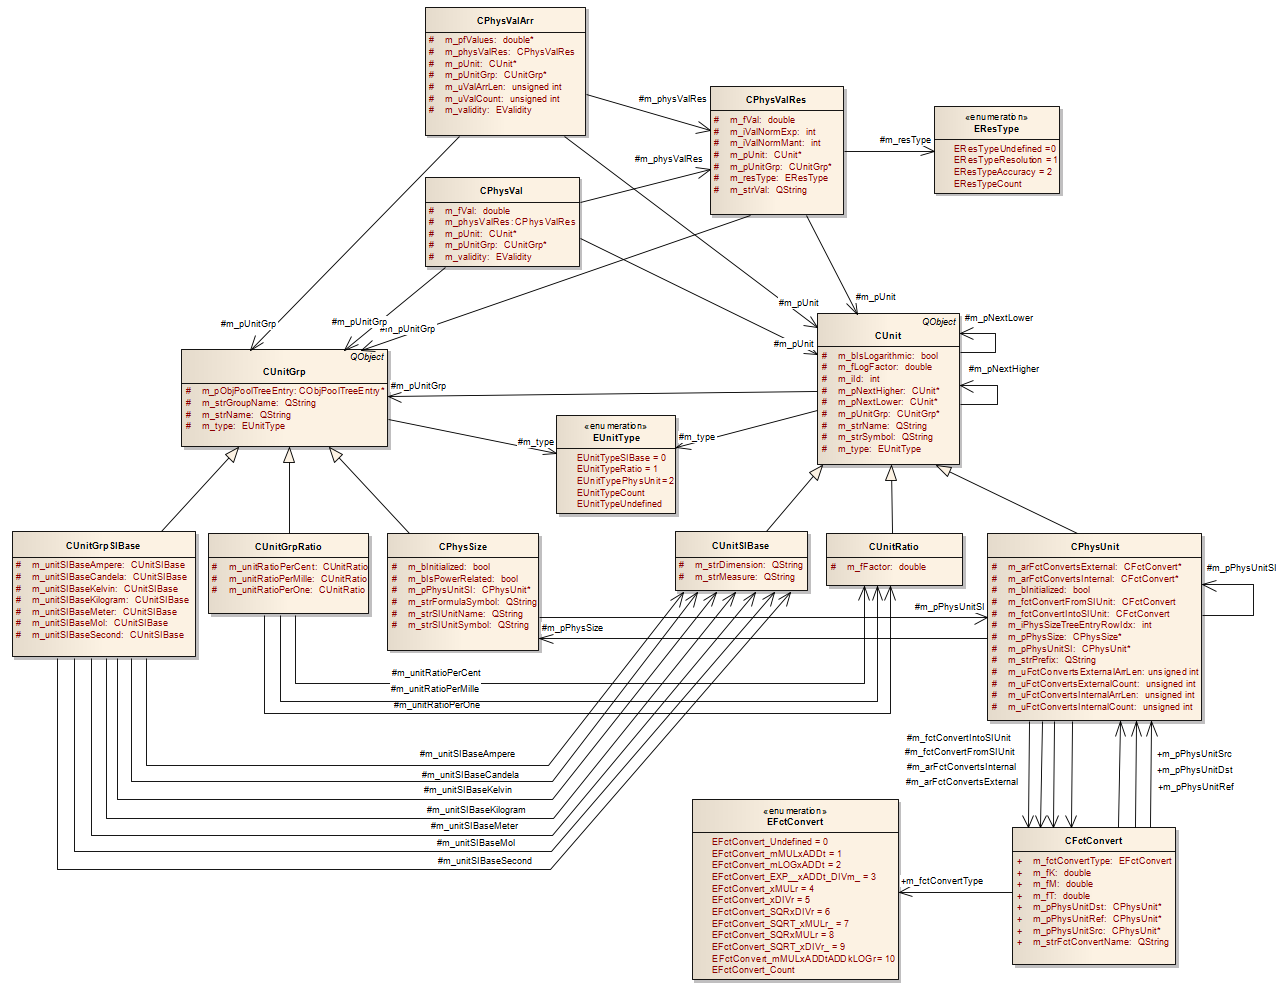 CPhysValArr
# m_pfValues: double*
# m_physValRes: CPhysValRes
# m_pUnit: CUnit*
# m_pUnitGrp: CUnitGrp*
# m_uValArrLen: unsigned int
# m_uValCount: unsigned int
# m_validity: EValidity
#m_physValRes
CPhysValRes
# m_fVal: double
# m_iValNormExp: int
# m_iValNormMant: int
# m_pUnit: CUnit*
# m_pUnitGrp: CUnitGrp*
# m_resType: EResType
# m_strVal: QString
#m_resType
«enumeration»
EResType
EResTypeUndefined =0
EResTypeResolution = 1
EResTypeAccuracy = 2
EResTypeCount
#m_physValRes
CPhysVal
# m_fVal: double
# m_physValRes: CPhysValRes
# m_pUnit: CUnit*
# m_pUnitGrp: CUnitGrp*
# m_validity: EValidity
#m_pUnit
#m_pUnit
#m_pUnit
#m_pUnitGrp
#m_pUnitGrp
#m_pUnitGrp
QObject
CUnitGrp
# m_pObjPoolTreeEntry: CObjPoolTreeEntry*
# m_strGroupName: QString
# m_strName: QString
# m_type: EUnitType
#m_pUnitGrp
QObject
CUnit
# m_bIsLogarithmic: bool
# m_fLogFactor: double
# m_iId: int
# m_pNextHigher: CUnit*
# m_pNextLower: CUnit*
# m_pUnitGrp: CUnitGrp*
# m_strName: QString
# m_strSymbol: QString
# m_type: EUnitType
#m_pNextLower
#m_pNextHigher
#m_type
#m_type
«enumeration»
EUnitType
EUnitTypeSIBase = 0
EUnitTypeRatio = 1
EUnitTypePhysUnit = 2
EUnitTypeCount
EUnitTypeUndefined
CUnitGrpSIBase
# m_unitSIBaseAmpere: CUnitSIBase
# m_unitSIBaseCandela: CUnitSIBase
# m_unitSIBaseKelvin: CUnitSIBase
# m_unitSIBaseKilogram: CUnitSIBase
# m_unitSIBaseMeter: CUnitSIBase
# m_unitSIBaseMol: CUnitSIBase
# m_unitSIBaseSecond: CUnitSIBase
CUnitGrpRatio
# m_unitRatioPerCent: CUnitRatio
# m_unitRatioPerMille: CUnitRatio
# m_unitRatioPerOne: CUnitRatio
CPhysSize
# m_bInitialized: bool
# m_bIsPowerRelated: bool
# m_pPhysUnitSI: CPhysUnit*
# m_strFormulaSymbol: QString
# m_strSIUnitName: QString
# m_strSIUnitSymbol: QString
CUnitSIBase
# m_strDimension: QString
# m_strMeasure: QString
CUnitRatio
# m_fFactor: double
CPhysUnit
# m_arFctConvertsExternal: CFctConvert*
# m_arFctConvertsInternal: CFctConvert*
# m_bInitialized: bool
# m_fctConvertFromSIUnit: CFctConvert
# m_fctConvertIntoSIUnit: CFctConvert
# m_iPhysSizeTreeEntryRowIdx: int
# m_pPhysSize: CPhysSize*
# m_pPhysUnitSI: CPhysUnit*
# m_strPrefix: QString
# m_uFctConvertsExternalArrLen: unsigned int
# m_uFctConvertsExternalCount: unsigned int
# m_uFctConvertsInternalArrLen: unsigned int
# m_uFctConvertsInternalCount: unsigned int
#m_pPhysUnitSI
#m_pPhysUnitSI
#m_pPhysSize
#m_unitRatioPerCent
#m_unitRatioPerMille
#m_unitRatioPerOne
#m_unitSIBaseAmpere
#m_unitSIBaseCandela
#m_unitSIBaseKelvin
#m_unitSIBaseKilogram
#m_unitSIBaseMeter
#m_unitSIBaseMol
#m_unitSIBaseSecond
#m_fctConvertIntoSIUnit
#m_fctConvertFromSIUnit
#m_arFctConvertsInternal
#m_arFctConvertsExternal
+m_pPhysUnitSrc
+m_pPhysUnitDst
+m_pPhysUnitRef
«enumeration»
EFctConvert
EFctConvert_Undefined = 0
EFctConvert_mMULxADDt = 1
EFctConvert_mLOGxADDt = 2
EFctConvert_EXP__xADDt_DIVm_ = 3
EFctConvert_xMULr = 4
EFctConvert_xDIVr = 5
EFctConvert_SQRxDIVr = 6
EFctConvert_SQRT_xMULr_ = 7
EFctConvert_SQRxMULr = 8
EFctConvert_SQRT_xDIVr_ = 9
EFctConvert_mMULxADDtADDkLOGr = 10
EFctConvert_Count
+m_fctConvertType
CFctConvert
+ m_fctConvertType: EFctConvert
+ m_fK: double
+ m_fM: double
+ m_fT: double
+ m_pPhysUnitDst: CPhysUnit*
+ m_pPhysUnitRef: CPhysUnit*
+ m_pPhysUnitSrc: CPhysUnit*
+ m_strFctConvertName: QString